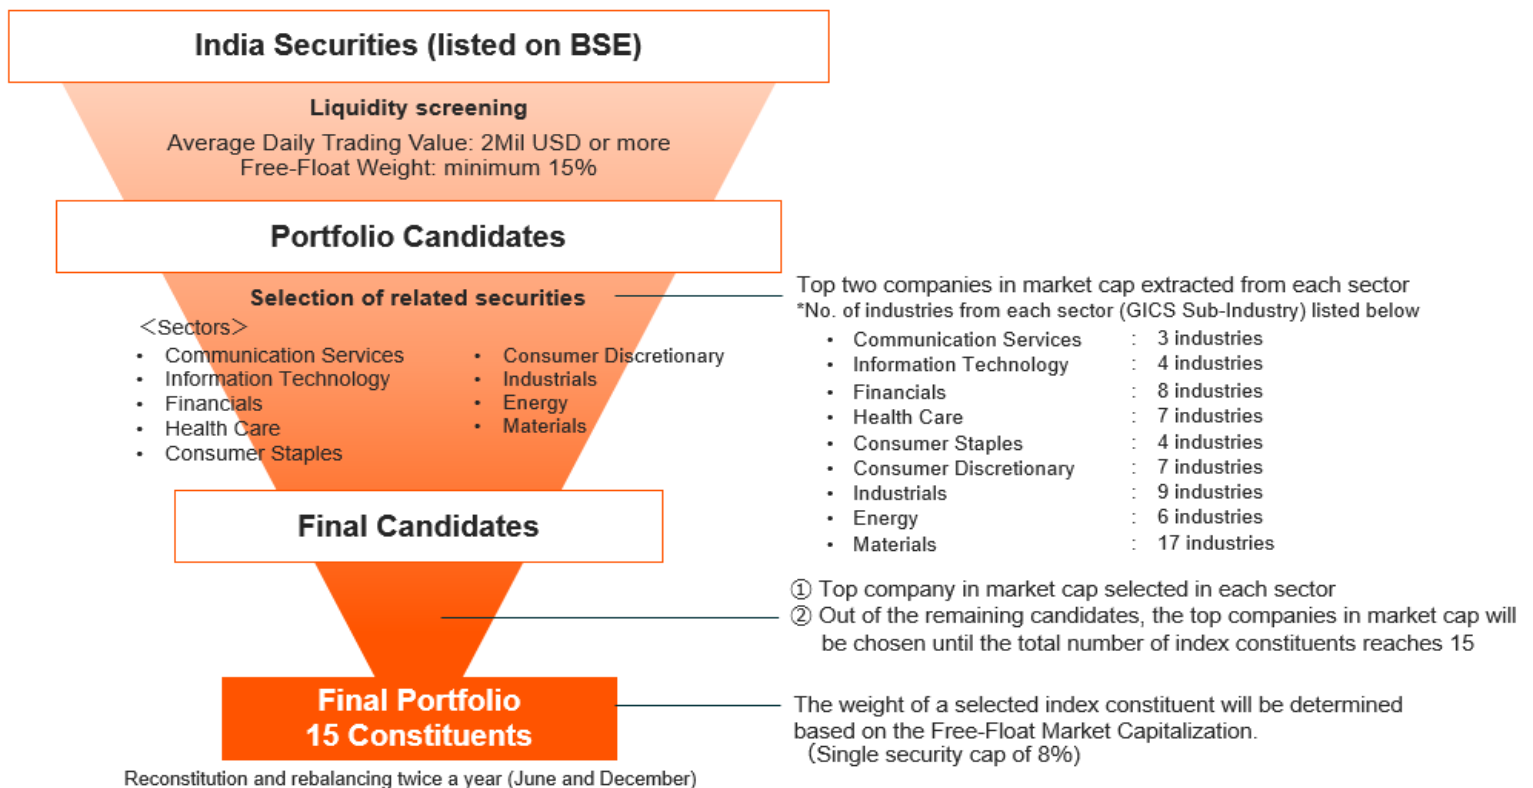 India Securities (listed on BSE)
Liquidity screening
Average Daily Trading Value: 2Mil USD or more
Free-Float Weight: minimum 15%
Portfolio Candidates
Selection of related securities
<Sectors>
• Communication Services
• Information Technology
• Financials
• Health Care
• Consumer Staples
• Consumer Discretionary
• Industrials
• Energy
• Materials
Top two companies in market cap extracted from each sector
*No. of industries from each sector (GICS Sub-Industry) listed below
• Communication Services : 3 industries
• Information Technology : 4 industries
• Financials : 8 industries
• Health Care : 7 industries
• Consumer Staples : 4 industries
• Consumer Discretionary : 7 industries
• Industrials : 9 industries
• Energy : 6 industries
• Materials : 17 industries
Final Candidates
① Top company in market cap selected in each sector
② Out of the remaining candidates, the top companies in market cap will
be chosen until the total number of index constituents reaches 15
Final Portfolio
15 Constituents
The weight of a selected index constituent will be determined
based on the Free-Float Market Capitalization.
(Single security cap of 8%)
Reconstitution and rebalancing twice a year (June and December)